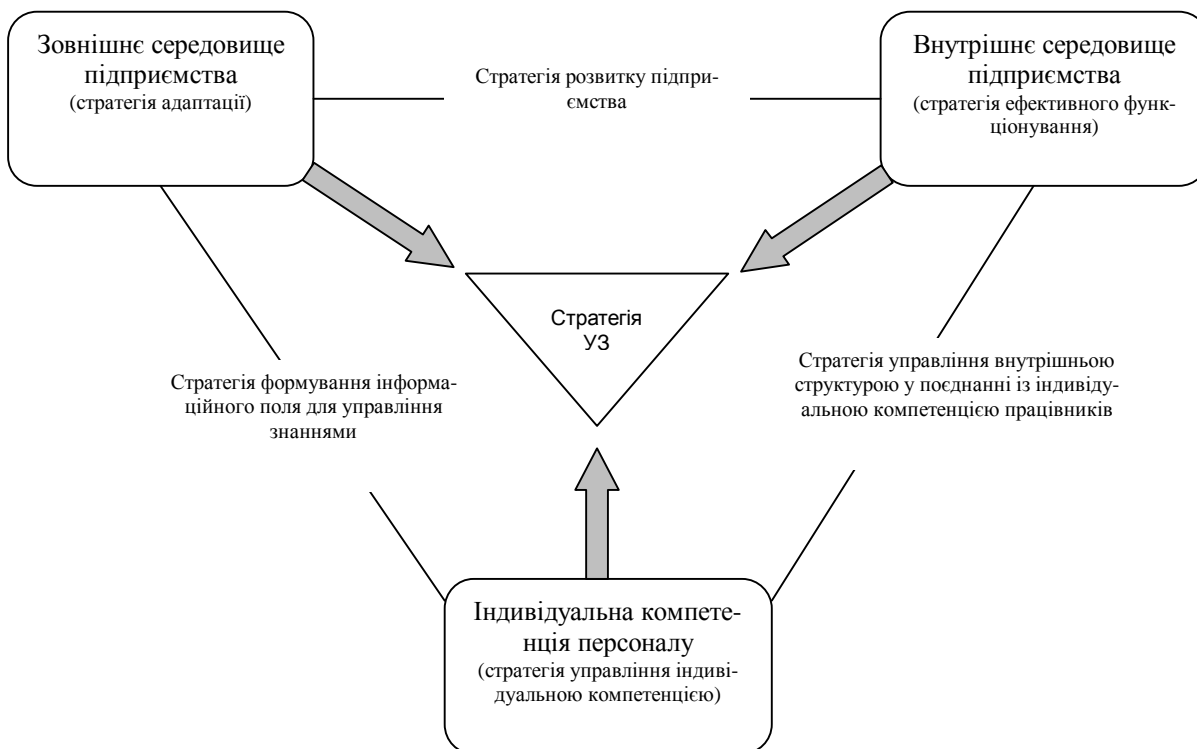 Зовнішнє середовище
підприємства
(стратегія адаптації)
Стратегія розвитку підпри-
ємства
Внутрішнє середовище
підприємства
(стратегія ефективного функ-
ціонування)
Стратегія
УЗ
Стратегія формування інформа-
ційного поля для управління
знаннями
Стратегія управління внутрішньою
структурою у поєднанні із індивіду-
альною компетенцією працівників
Індивідуальна компете-
нція персоналу
(стратегія управління індиві-
дуальною компетенцією)